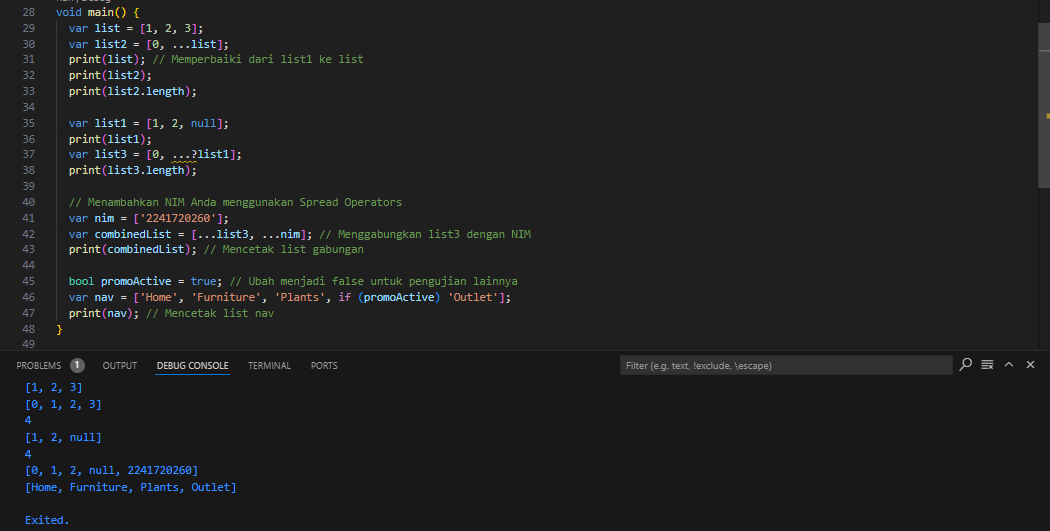 28 void main() {
29 var list = [1, 2, 3];
30 var list2 = [0, ...list];
31 print(list); // Memperbaiki dari list1 ke list
32 print(list2);
33 print(list2.length);
34
35 var list1 = [1, 2, null];
36 print(list1);
37 var list3 = [0, ...?list1];
38 print(list3.length);
39
40 // Menambahkan NIM Anda menggunakan Spread Operators
41 var nim = ['2241720260'];
42 var combinedList = [...list3, ...nim]; // Menggabungkan list3 dengan NIM
43 print(combinedList); // Mencetak list gabungan
44
45 bool promoActive = true; // Ubah menjadi false untuk pengujian lainnya
46 var nav = ['Home', 'Furniture', 'Plants', if (promoActive) 'Outlet'];
47 print(nav); // Mencetak list nav
48 }
49
PROBLEMS 1 OUTPUT DEBUG CONSOLE TERMINAL PORTS Filter (e.g. text, !exclude, \escape)
[1, 2, 3]
[0, 1, 2, 3]
4
[1, 2, null]
4
[0, 1, 2, null, 2241720260]
[Home, Furniture, Plants, Outlet]
Exited.